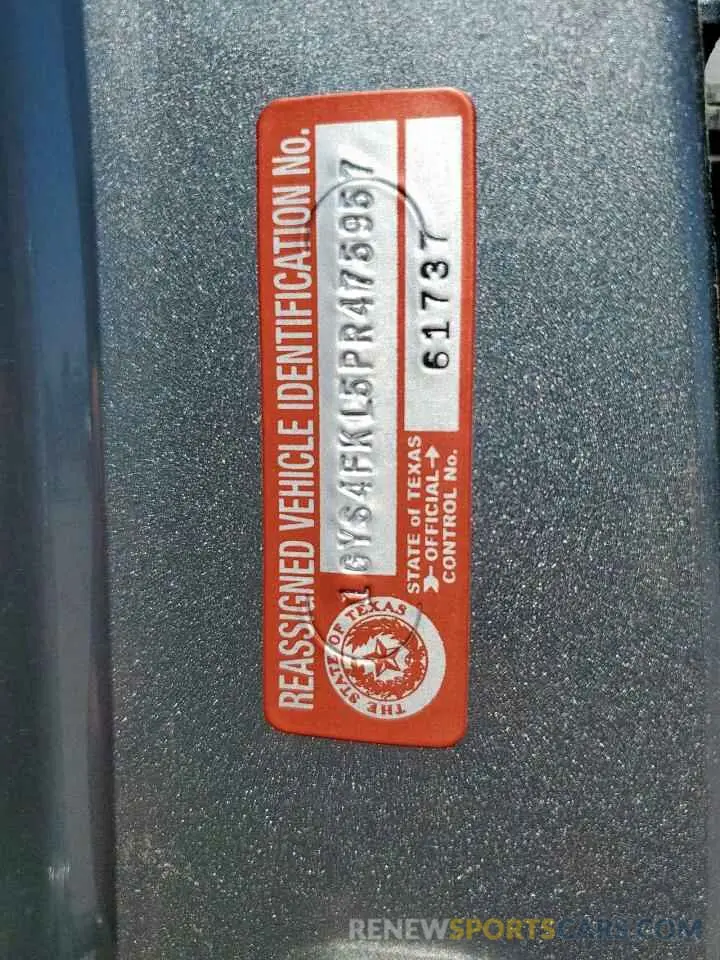 REASSIGNED VEHICLE IDENTIFICATION No.
1GYS4FKL5PR475957
STATE of TEXAS
OFFICIAL
CONTROL No.
61737
THE STATE OF TEXAS
RENEWSPORTSCARS.COM